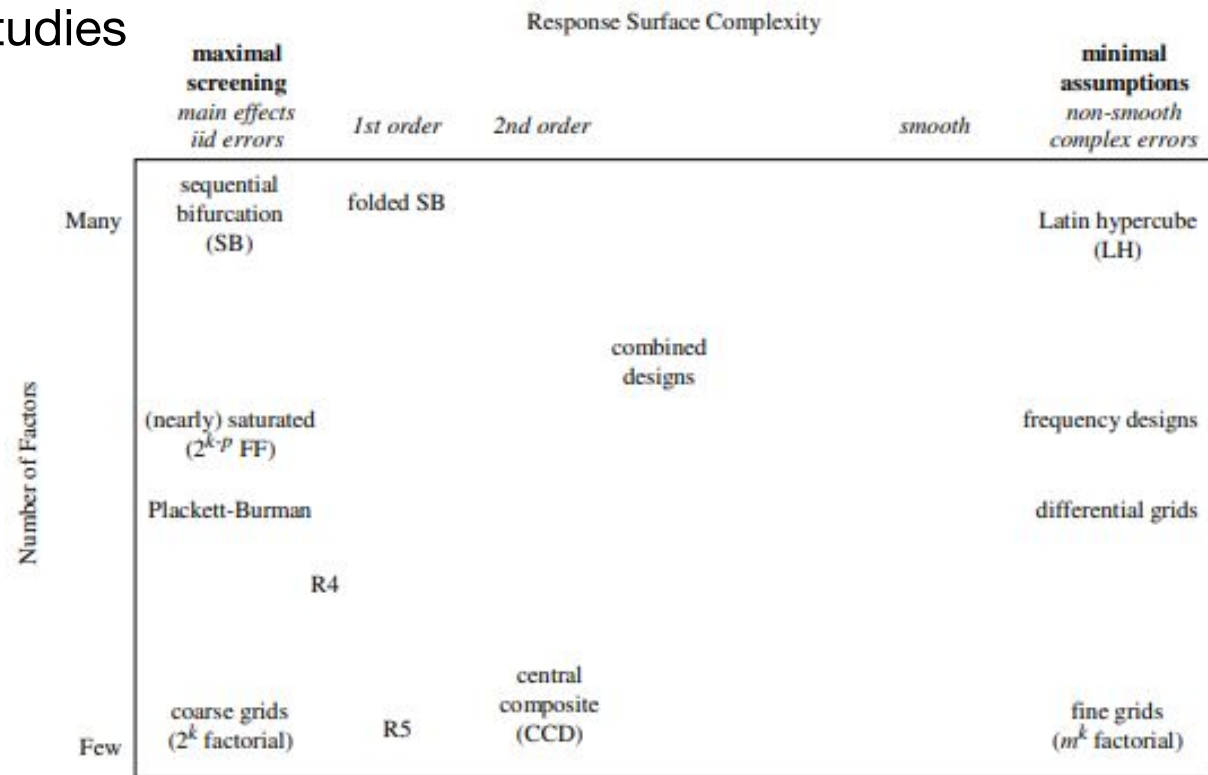 tudies
Response Surface Complexity
maximal
screening
main effects
iid errors
1st order
2nd order
smooth
minimal
assumptions
non-smooth
complex errors
Number of Factors
Many
sequential
bifurcation
(SB)
folded SB
Latin hypercube
(LH)
combined
designs
(nearly) saturated
(2^k-p FF)
frequency designs
Plackett-Burman
differential grids
R4
Few
coarse grids
(2^k factorial)
R5
central
composite
(CCD)
fine grids
(m^k factorial)